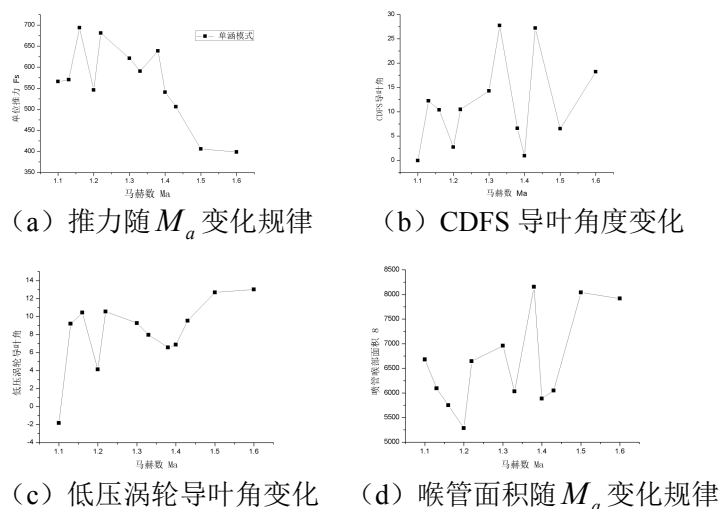 700
650
600
550
500
450
400
350
单位推力 Fs
单涵模式
1.1 1.2 1.3 1.4 1.5 1.6
马赫数 Ma
30
25
20
15
10
5
0
CDFS导叶角
1.1 1.2 1.3 1.4 1.5 1.6
马赫数 Ma
（a）推力随 Ma 变化规律
（b）CDFS 导叶角度变化
14
12
10
8
6
4
2
0
-2
-4
低压涡轮导叶角
1.1 1.2 1.3 1.4 1.5 1.6
马赫数 Ma
8500
8000
7500
7000
6500
6000
5500
5000
喷管喉部面积 8
1.1 1.2 1.3 1.4 1.5 1.6
马赫数 Ma
（c）低压涡轮导叶角变化
（d）喉管面积随 Ma 变化规律